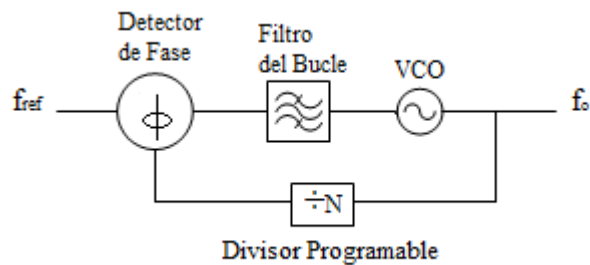 Detector
de Fase
Filtro
del Bucle
VCO
fref
fo
÷N
Divisor Programable